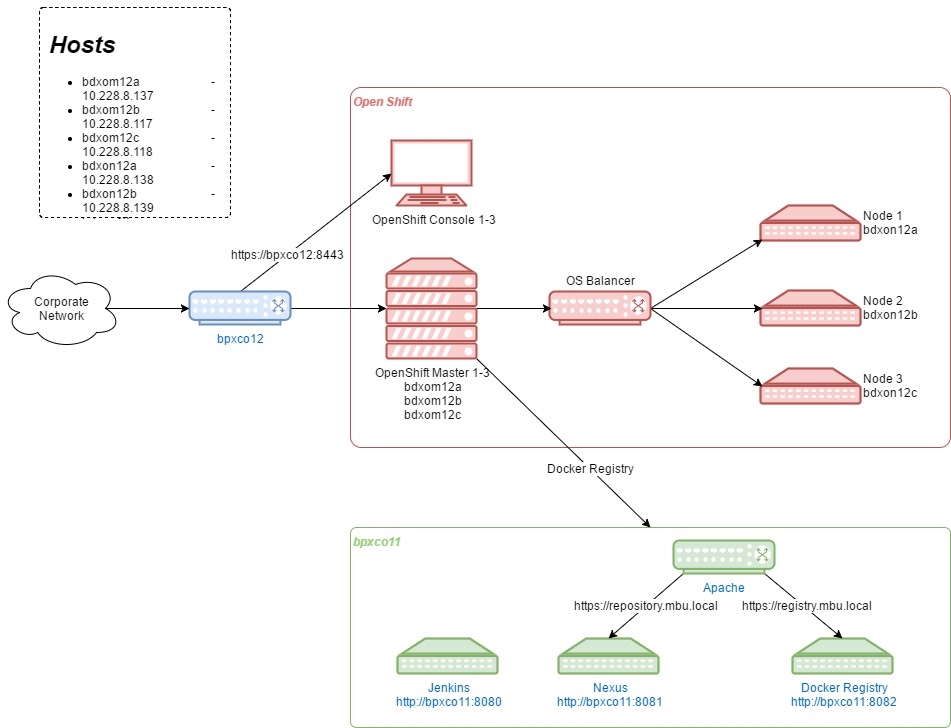 Hosts
• bdxom12a -
10.228.8.137
• bdxom12b -
10.228.8.117
• bdxom12c -
10.228.8.118
• bdxon12a -
10.228.8.138
• bdxon12b -
10.228.8.139
Open Shift
OpenShift Console 1-3
https://bpxco12:8443
Corporate
Network
bpxco12
OpenShift Master 1-3
bdxom12a
bdxom12b
bdxom12c
OS Balancer
Node 1
bdxon12a
Node 2
bdxon12b
Node 3
bdxon12c
Docker Registry
bpxco11
Apache
https://repository.mbu.local
https://registry.mbu.local
Jenkins
http://bpxco11:8080
Nexus
http://bpxco11:8081
Docker Registry
http://bpxco11:8082